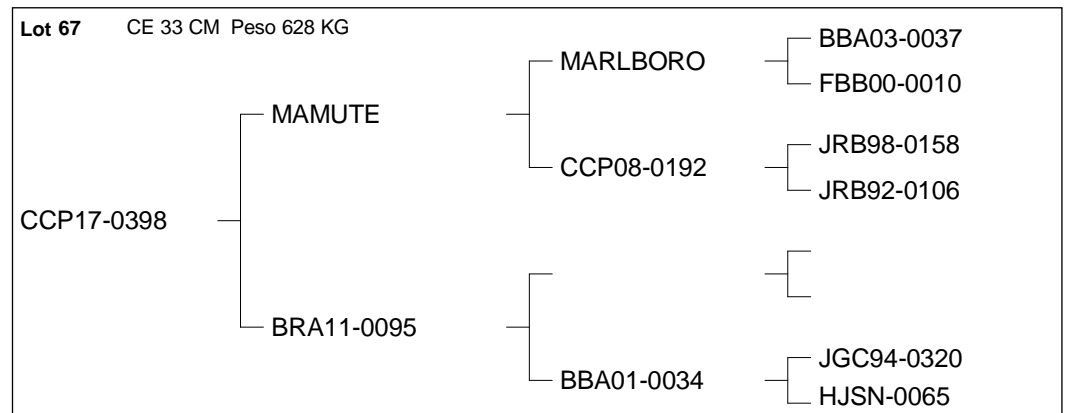 Lot 67 CE 33 CM Peso 628 KG
BBA03-0037
MARLBORO
FBB00-0010
MAMUTE
JRB98-0158
CCP08-0192
JRB92-0106
CCP17-0398
BRA11-0095
JGC94-0320
BBA01-0034
HJSN-0065